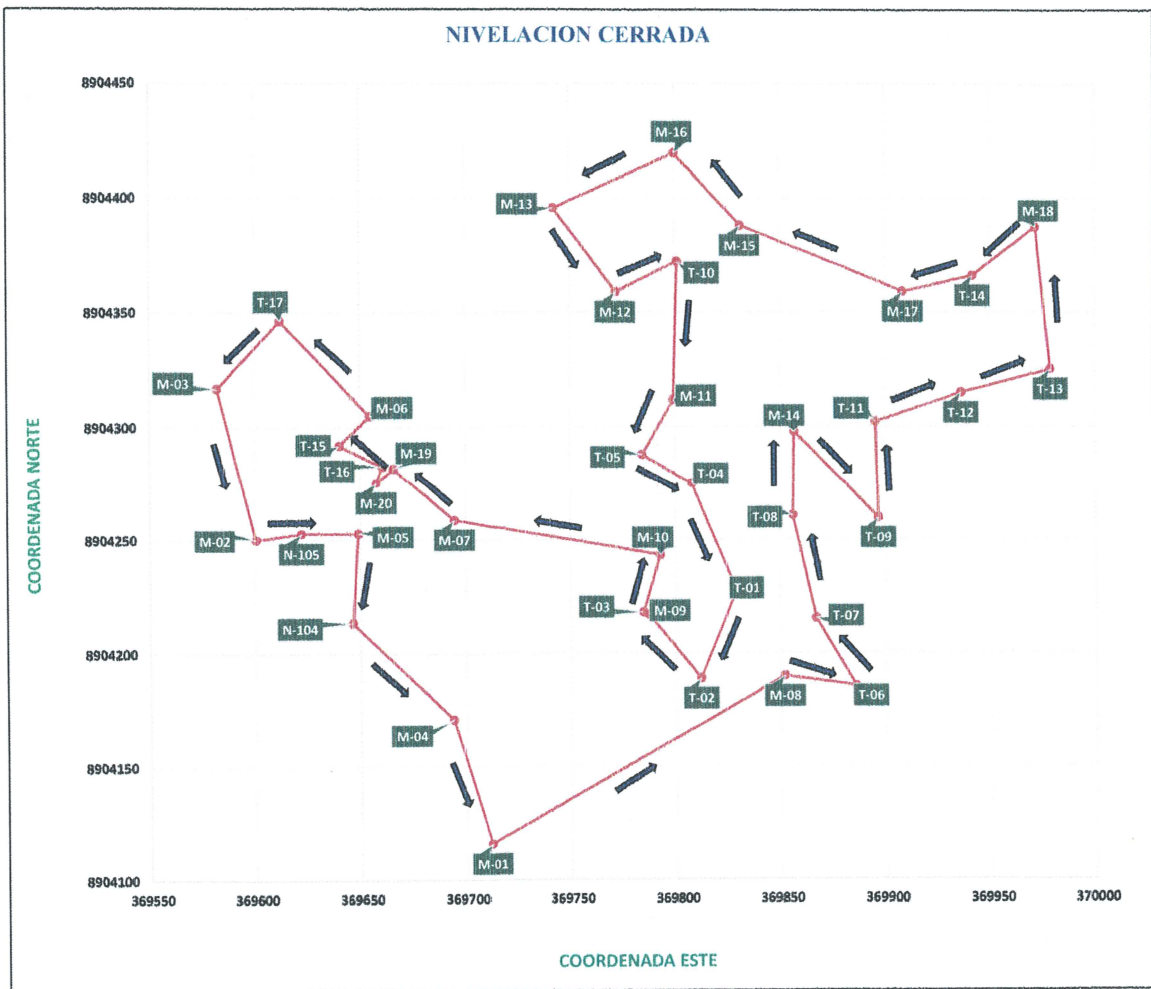 NIVELACION CERRADA
8904450
M-16
8904400
M-13
M-18
M-15
T-10
T-14
8904350
T-17
M-12
M-17
M-03
M-11
T-13
M-06
T-11
T-12
M-14
8904300
T-15
M-19
T-05
T-16
T-04
M-20
T-08
M-07
M-02
M-05
M-10
T-09
8904250
N-105
T-01
T-03
M-09
T-07
N-104
8904200
T-02
M-08
T-06
M-04
8904150
M-01
8904100
369550
369600
369650
369700
369750
369800
369850
369900
369950
370000
COORDENADA NORTE
COORDENADA ESTE